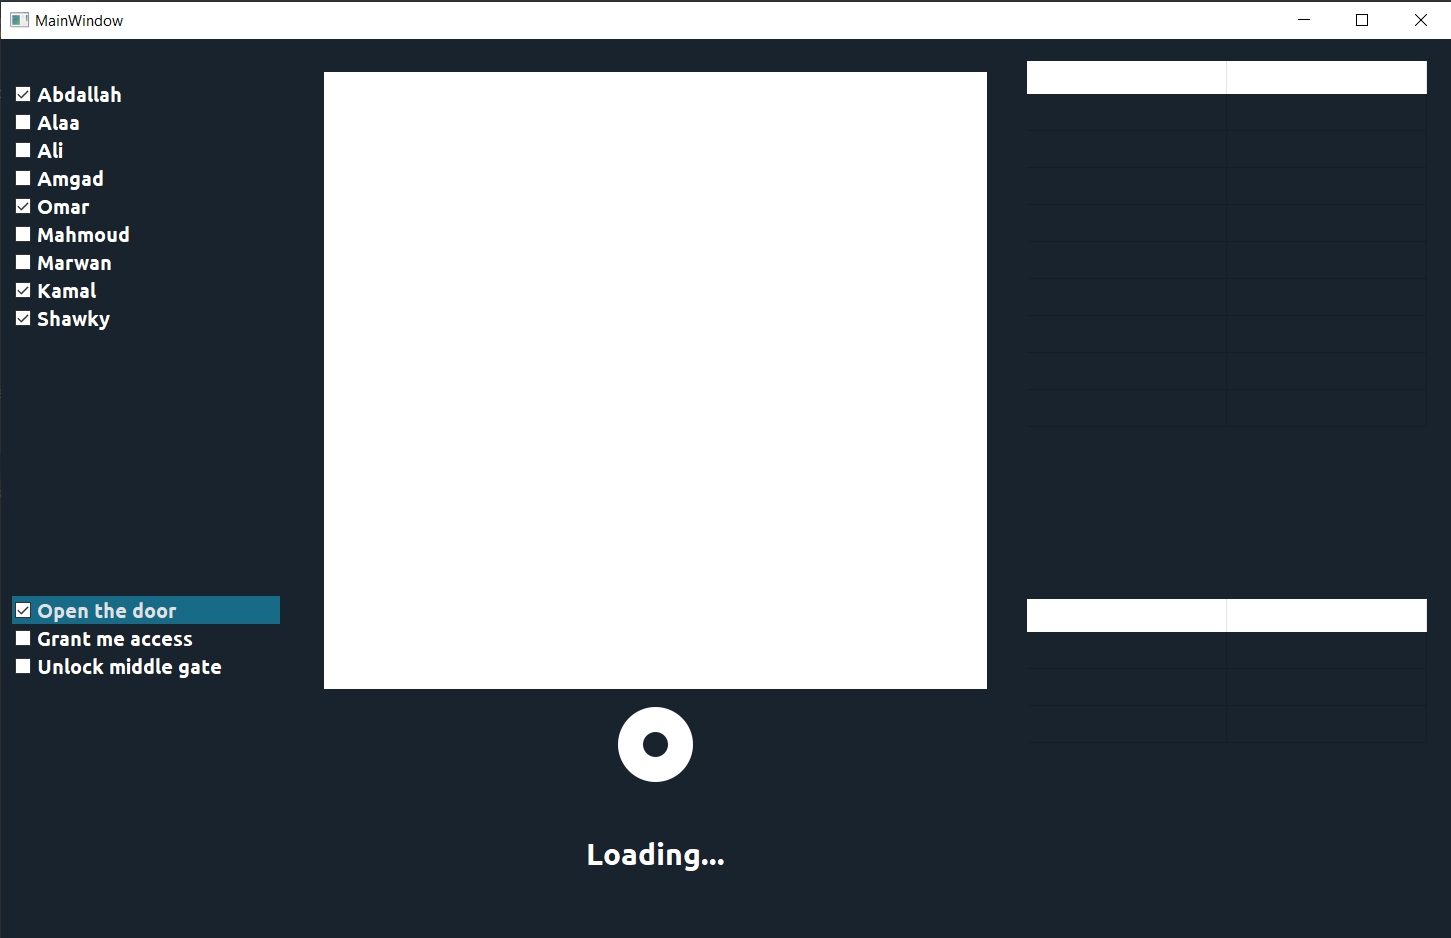 MainWindow
Abdallah
Alaa
Ali
Amgad
Omar
Mahmoud
Marwan
Kamal
Shawky
Open the door
Grant me access
Unlock middle gate
Loading...